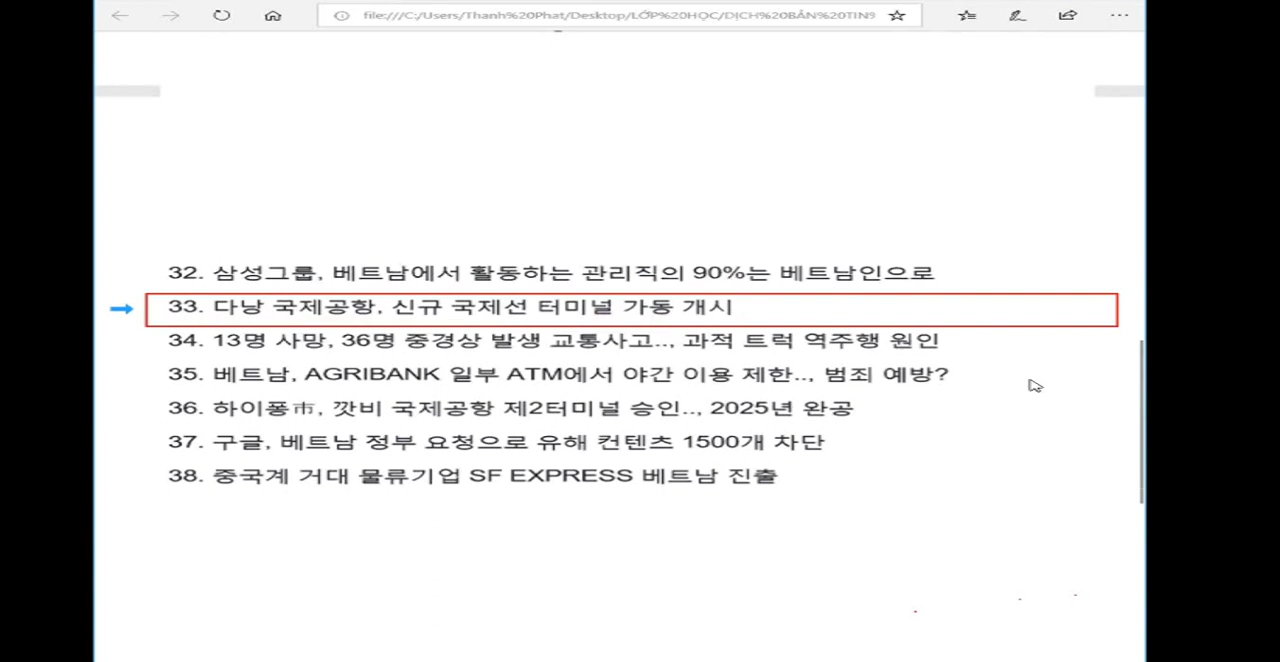 file:///C:/Users/Thanh%20Phat/Desktop/LỚP%20HỌC/DỊCH%20BẢN%20TIN%
32. 삼성그룹, 베트남에서 활동하는 관리직의 90%는 베트남인으로
33. 다낭 국제공항, 신규 국제선 터미널 가동 개시
34. 13명 사망, 36명 중경상 발생 교통사고.., 과적 트럭 역주행 원인
35. 베트남, AGRIBANK 일부 ATM에서 야간 이용 제한.., 범죄 예방?
36. 하이퐁市, 깟비 국제공항 제2터미널 승인.., 2025년 완공
37. 구글, 베트남 정부 요청으로 유해 컨텐츠 1500개 차단
38. 중국계 거대 물류기업 SF EXPRESS 베트남 진출